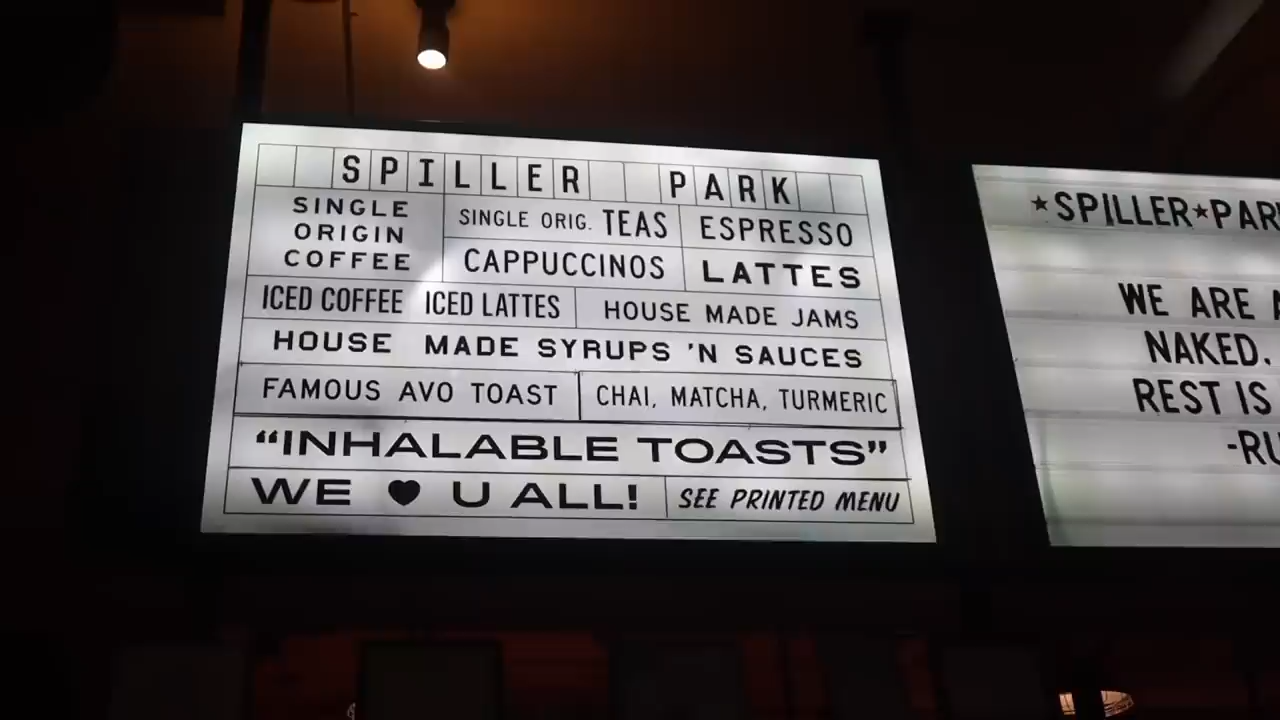 SPILLER PARK
SINGLE
ORIGIN
COFFEE
SINGLE ORIG. TEAS
ESPRESSO
CAPPUCCINOS
LATTES
ICED COFFEE ICED LATTES
HOUSE MADE JAMS
HOUSE MADE SYRUPS 'N SAUCES
FAMOUS AVO TOAST
CHAI, MATCHA, TURMERIC
“INHALABLE TOASTS”
WE ♥ U ALL!
SEE PRINTED MENU
★SPILLER★PAR
WE ARE
NAKED.
REST IS
-RU